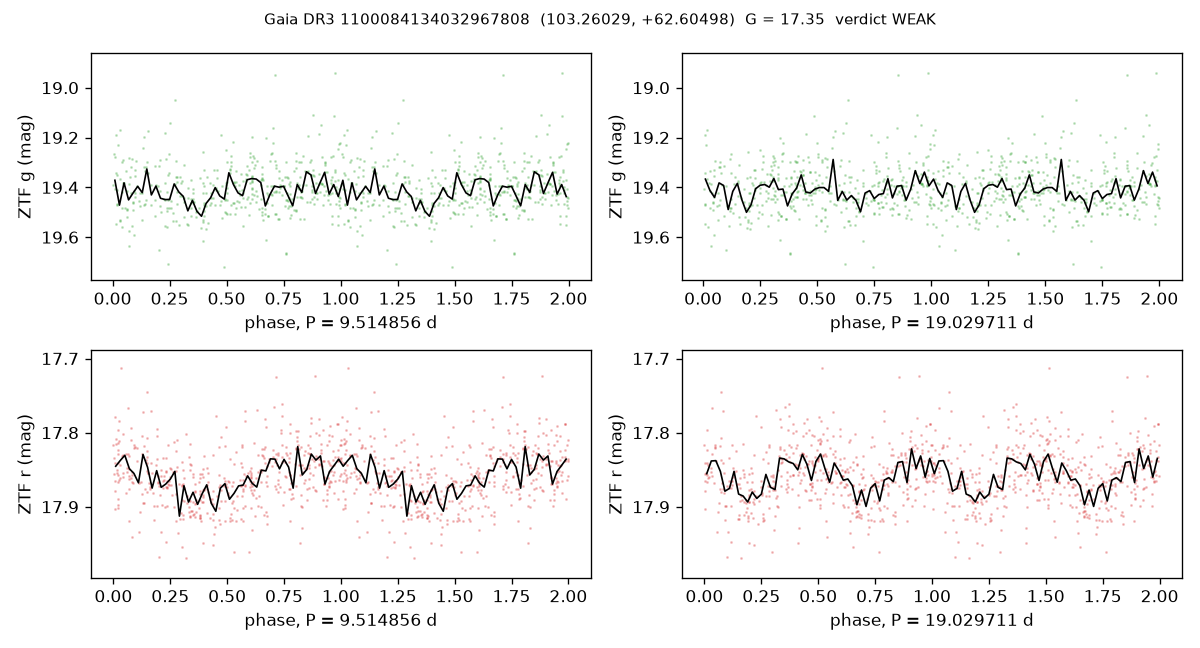 Gaia DR3 1100084134032967808  (103.26029, +62.60498)  G = 17.35  verdict WEAK
ZTF g (mag)
19.0
19.2
19.4
19.6
0.00 0.25 0.50 0.75 1.00 1.25 1.50 1.75 2.00
phase, P = 9.514856 d
ZTF g (mag)
19.0
19.2
19.4
19.6
0.00 0.25 0.50 0.75 1.00 1.25 1.50 1.75 2.00
phase, P = 19.029711 d
ZTF r (mag)
17.7
17.8
17.9
0.00 0.25 0.50 0.75 1.00 1.25 1.50 1.75 2.00
phase, P = 9.514856 d
ZTF r (mag)
17.7
17.8
17.9
0.00 0.25 0.50 0.75 1.00 1.25 1.50 1.75 2.00
phase, P = 19.029711 d